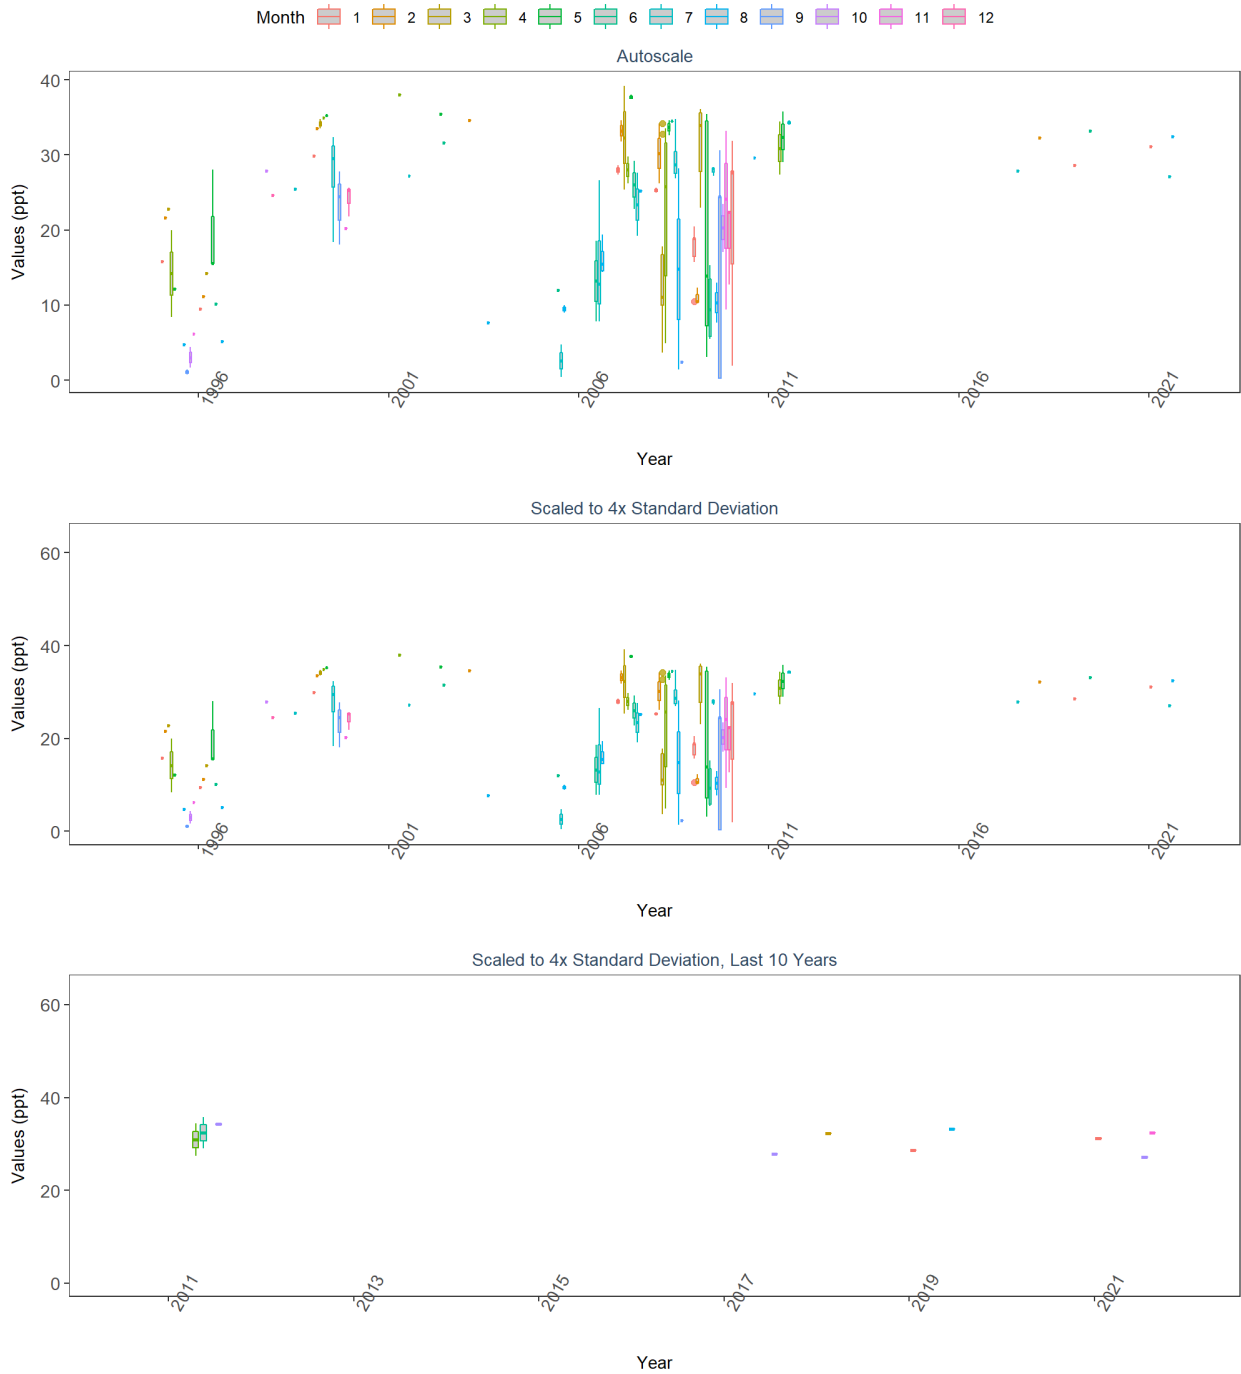 Month 1 2 3 4 5 6 7 8 9 10 11 12
Autoscale
40
30
20
10
0
Values (ppt)
1996 2001 2006 2011 2016 2021
Year
Scaled to 4x Standard Deviation
60
40
20
0
Values (ppt)
1996 2001 2006 2011 2016 2021
Year
Scaled to 4x Standard Deviation, Last 10 Years
60
40
20
0
Values (ppt)
2011 2013 2015 2017 2019 2021
Year